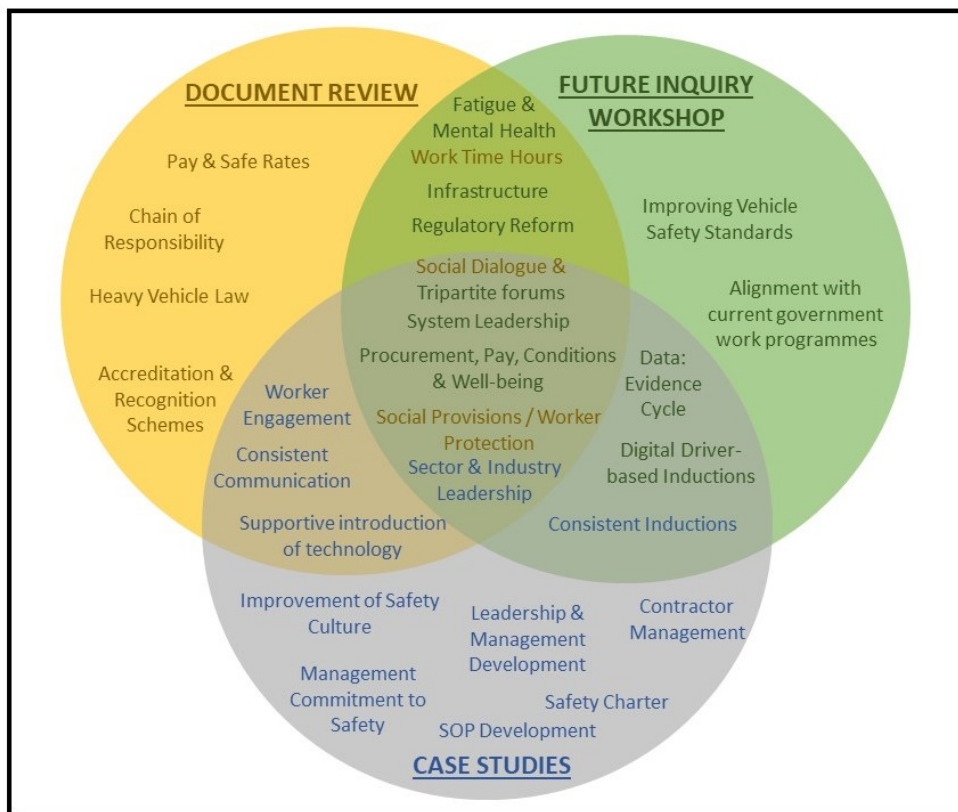 DOCUMENT REVIEW
Pay & Safe Rates
Chain of
Responsibility
Heavy Vehicle Law
Accreditation &
Recognition
Schemes
FUTURE INQUIRY
WORKSHOP
Improving Vehicle
Safety Standards
Alignment with
current government
work programmes
Fatigue &
Mental Health
Work Time Hours
Infrastructure
Regulatory Reform
Social Dialogue &
Tripartite forums
System Leadership
Procurement, Pay, Conditions
& Well-being
Social Provisions / Worker
Protection
Sector & Industry
Leadership
Worker
Engagement
Consistent
Communication
Supportive introduction
of technology
Data:
Evidence
Cycle
Digital Driver-
based Inductions
Consistent Inductions
Improvement of Safety
Culture
Leadership &
Management
Development
Contractor
Management
Management
Commitment to
Safety
Safety Charter
SOP Development
CASE STUDIES